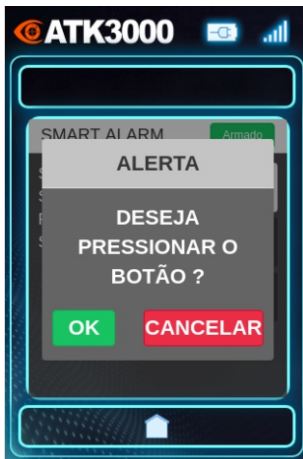 ATK3000
SMART ALARM
Armado
ALERTA
DESEJA
PRESSIONAR O
BOTÃO ?
OK
CANCELAR